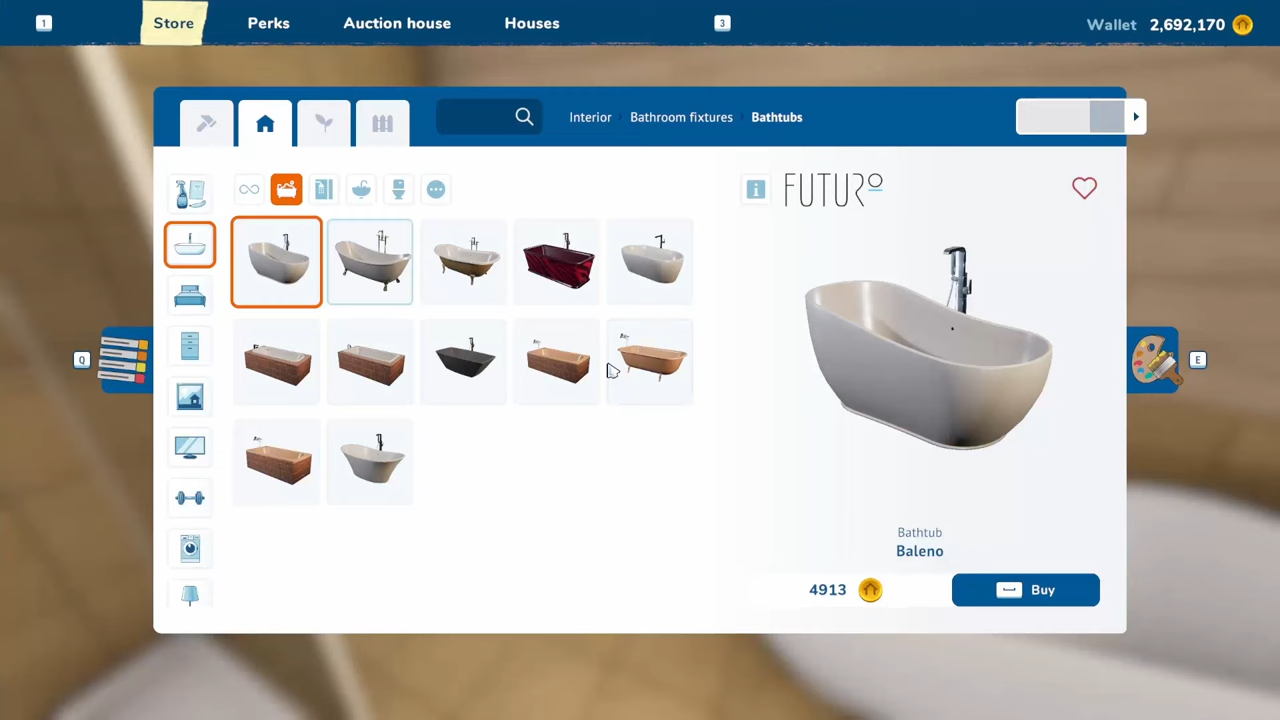 1
Store
Perks
Auction house
Houses
3
Wallet 2,692,170
Interior Bathroom fixtures Bathtubs
FUTURO
Q
E
Bathtub
Baleno
4913
Buy